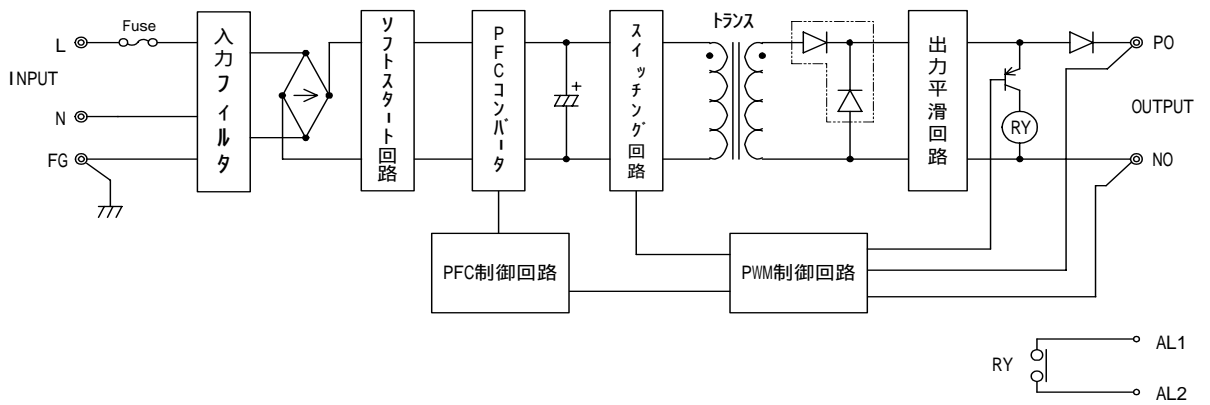 Fuse
L
INPUT
N
FG
入力フィルタ
ソフトスタート回路
PFCコンバータ
+
スイッチング回路
トランス
出力平滑回路
RY
PO
OUTPUT
NO
PFC制御回路
PWM制御回路
RY
AL1
AL2